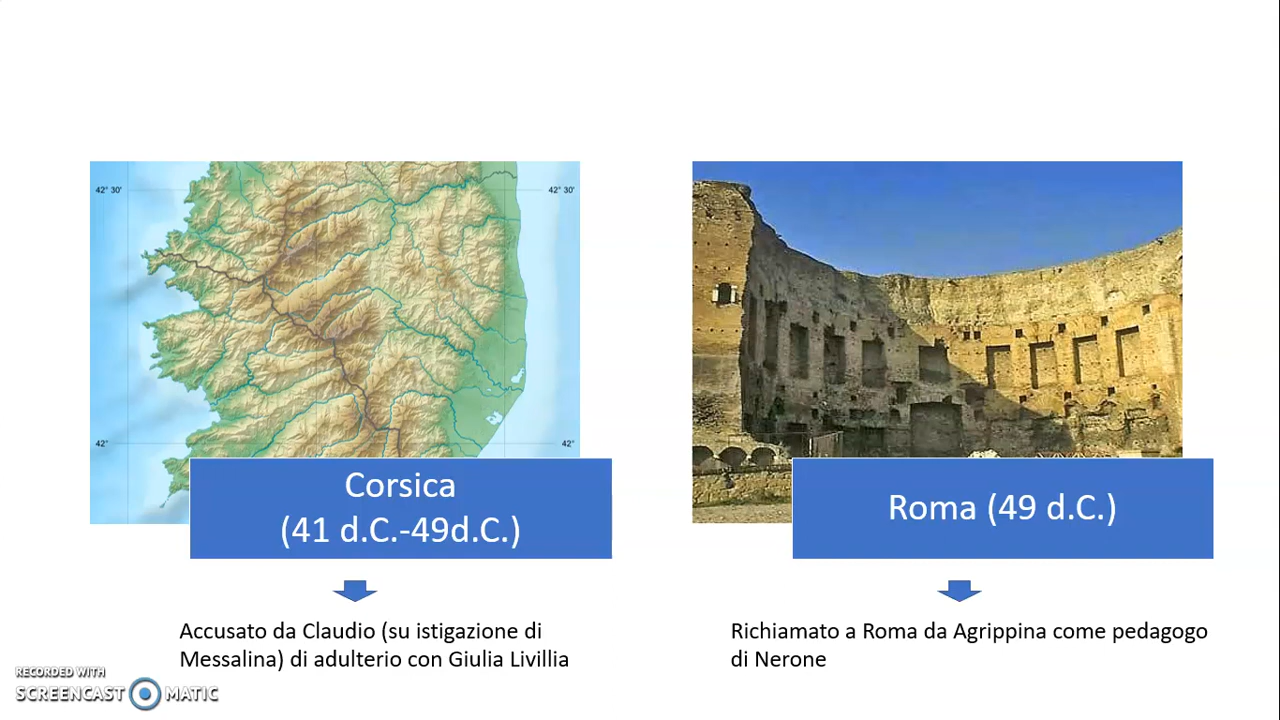 42° 30'
42° 30'
42°
42°
Corsica
(41 d.C.-49d.C.)
Roma (49 d.C.)
Accusato da Claudio (su istigazione di
Messalina) di adulterio con Giulia Livillia
Richiamato a Roma da Agrippina come pedagogo
di Nerone
RECORDED WITH
SCREENCAST MATIC